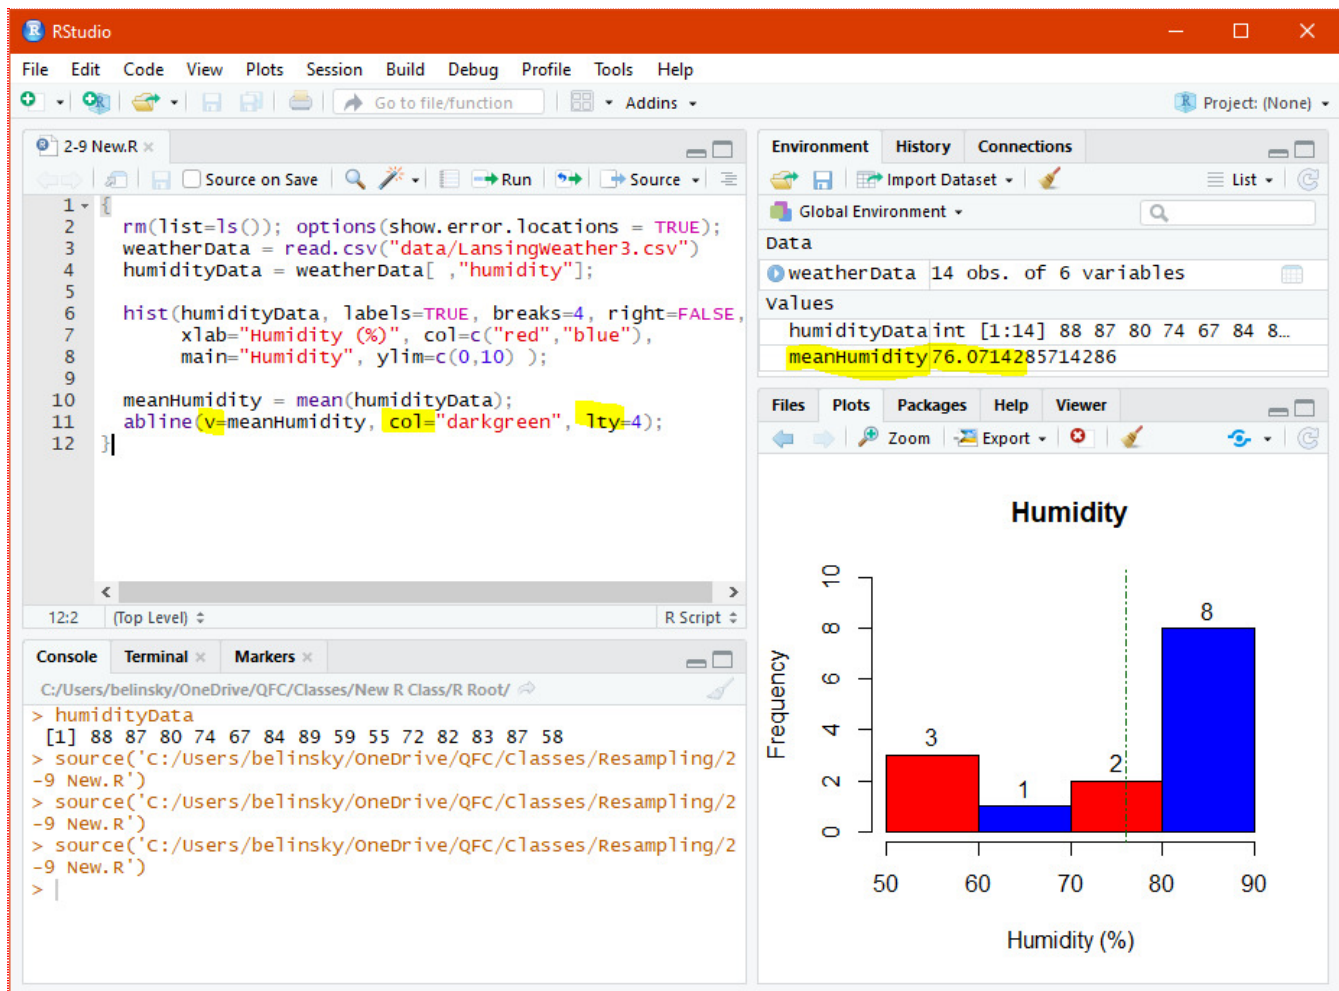 RStudio
File Edit Code View Plots Session Build Debug Profile Tools Help
Go to file/function Addins Project: (None)
2-9 New.R
Source on Save Run Source
1 {
2 rm(list=ls()); options(show.error.locations = TRUE);
3 weatherData = read.csv("data/LansingWeather3.csv")
4 humidityData = weatherData[ ,"humidity"];
5
6 hist(humidityData, labels=TRUE, breaks=4, right=FALSE,
7 xlab="Humidity (%)", col=c("red","blue"),
8 main="Humidity", ylim=c(0,10) );
9
10 meanHumidity = mean(humidityData);
11 abline(v=meanHumidity, col="darkgreen", lty=4);
12 }
12:2 (Top Level) R Script
Console Terminal Markers
C:/Users/belinsky/OneDrive/QFC/Classes/New R Class/R Root/
> humidityData
[1] 88 87 80 74 67 84 89 59 55 72 82 83 87 58
> source('C:/Users/belinsky/OneDrive/QFC/Classes/Resampling/2
-9 New.R')
> source('C:/Users/belinsky/OneDrive/QFC/Classes/Resampling/2
-9 New.R')
> source('C:/Users/belinsky/OneDrive/QFC/Classes/Resampling/2
-9 New.R')
>
Environment History Connections
Import Dataset List
Global Environment
Data
weatherData 14 obs. of 6 variables
Values
humidityData int [1:14] 88 87 80 74 67 84 8...
meanHumidity 76.0714285714286
Files Plots Packages Help Viewer
Zoom Export
Humidity
Frequency
10
8
6
4
2
0
3
1
2
8
50 60 70 80 90
Humidity (%)